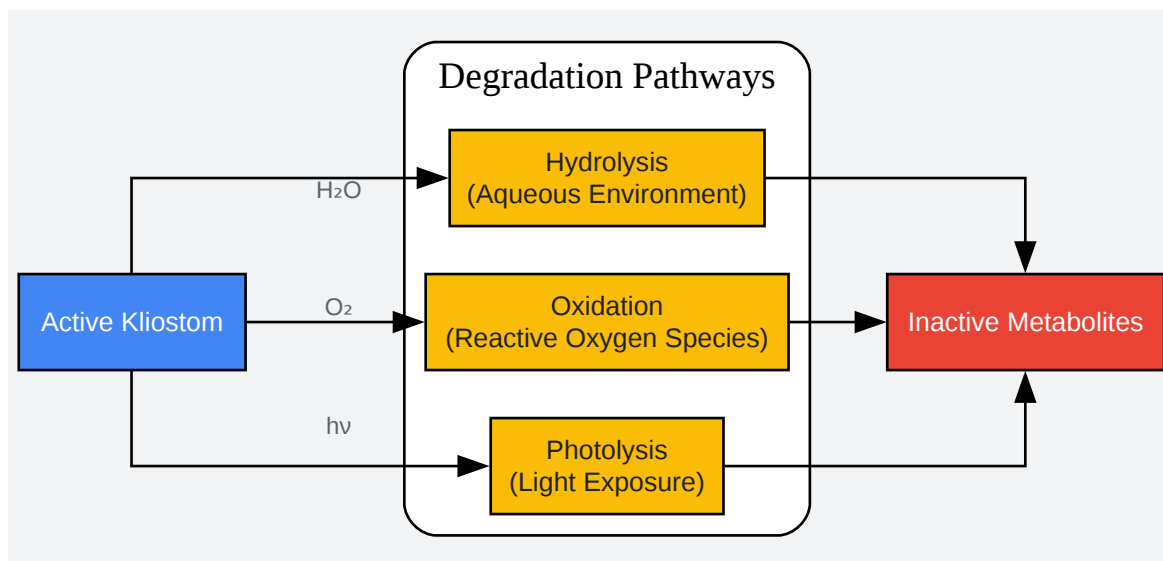 Degradation Pathways
Hydrolysis
(Aqueous Environment)
H₂O
Active Kliostom
O₂
Oxidation
(Reactive Oxygen Species)
Inactive Metabolites
hν
Photolysis
(Light Exposure)